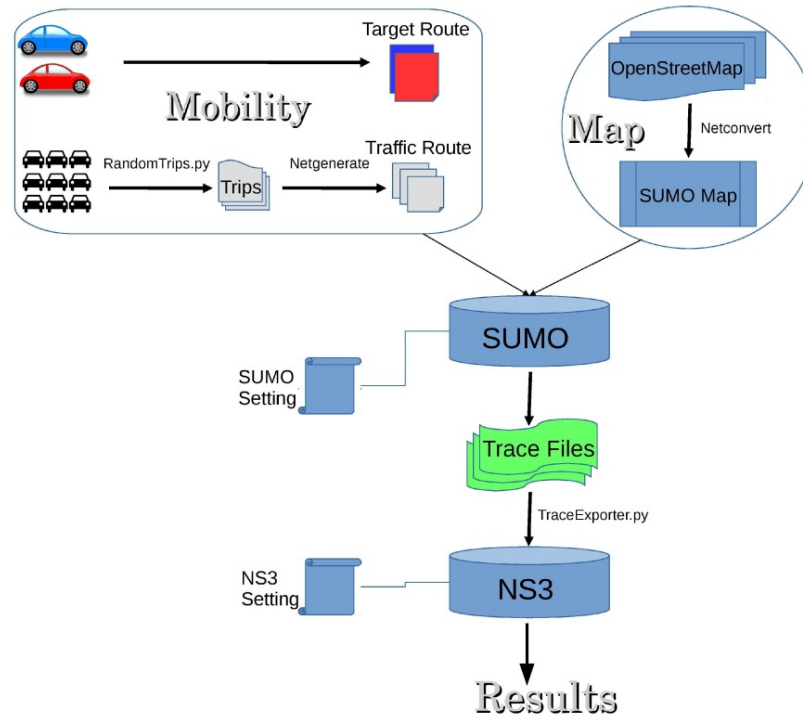 Target Route
OpenStreetMap
Mobility
Map
Netconvert
RandomTrips.py
Trips
Netgenerate
Traffic Route
SUMO Map
SUMO
SUMO
Setting
Trace Files
TraceExporter.py
NS3
Setting
NS3
Results